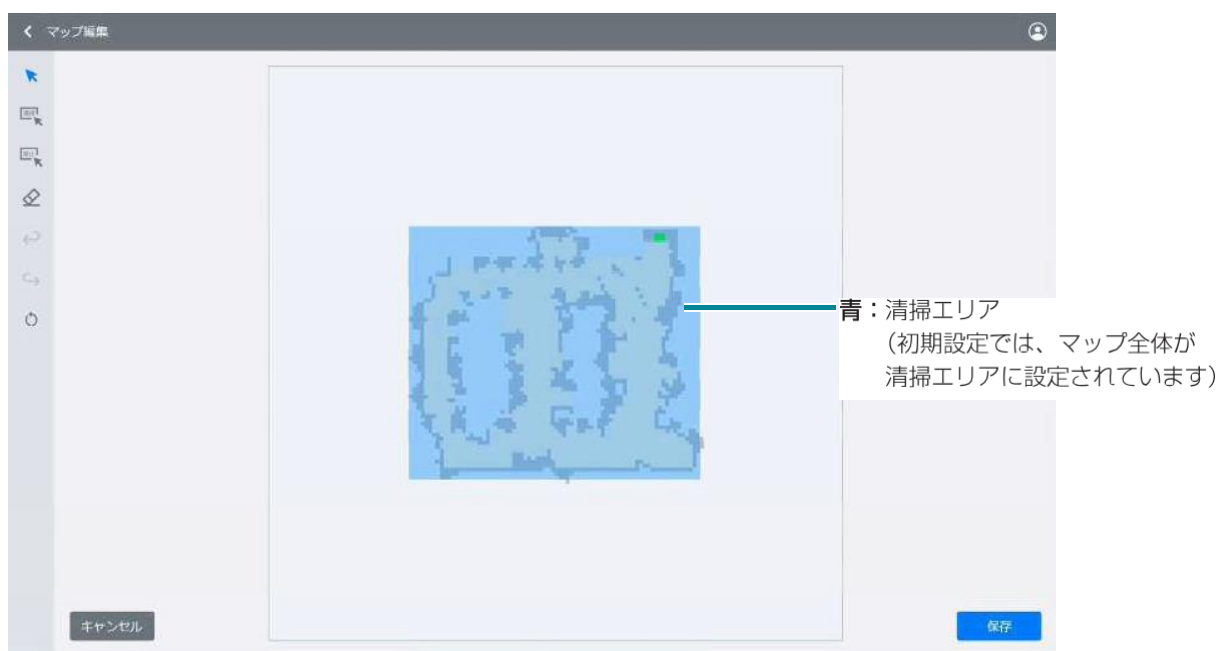 マップ編集
青：清掃エリア
（初期設定では、マップ全体が
清掃エリアに設定されています）
キャンセル
保存